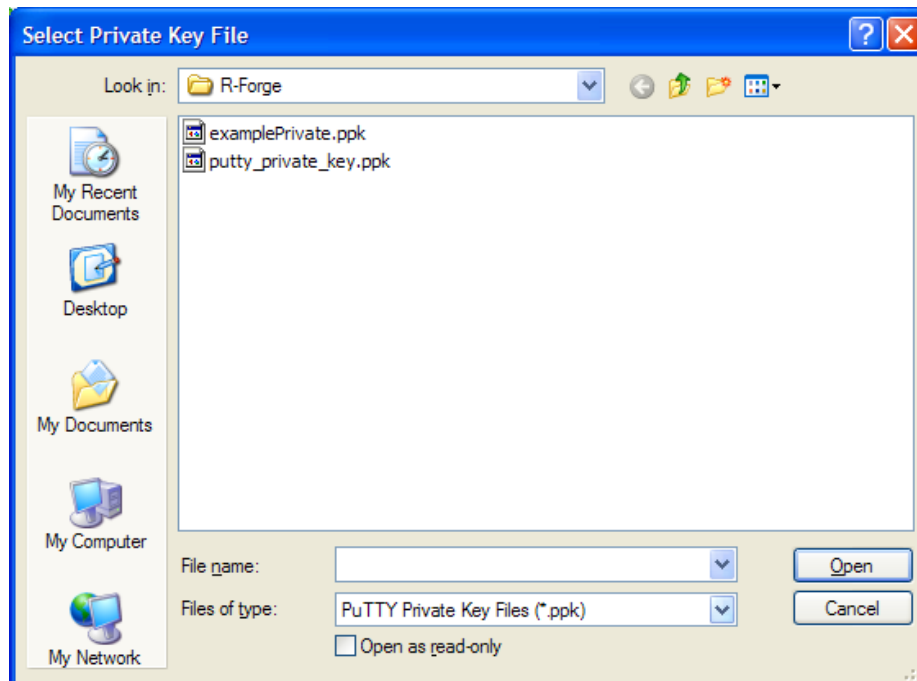 Select Private Key File
Look in: R-Forge
examplePrivate.ppk
putty_private_key.ppk
My Recent
Documents
Desktop
My Documents
My Computer
My Network
File name:
Open
Files of type: PuTTY Private Key Files (*.ppk)
Cancel
Open as read-only